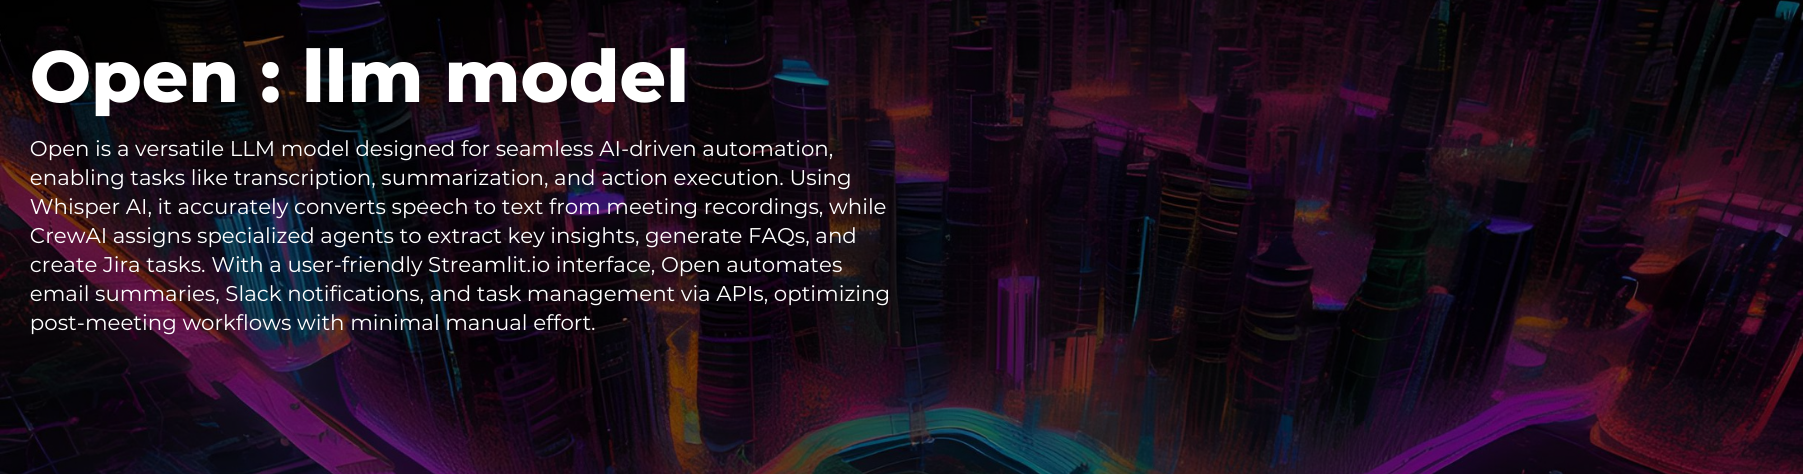 Open : llm model
Open is a versatile LLM model designed for seamless AI-driven automation,
enabling tasks like transcription, summarization, and action execution. Using
Whisper AI, it accurately converts speech to text from meeting recordings, while
CrewAI assigns specialized agents to extract key insights, generate FAQs, and
create Jira tasks. With a user-friendly Streamlit.io interface, Open automates
email summaries, Slack notifications, and task management via APIs, optimizing
post-meeting workflows with minimal manual effort.